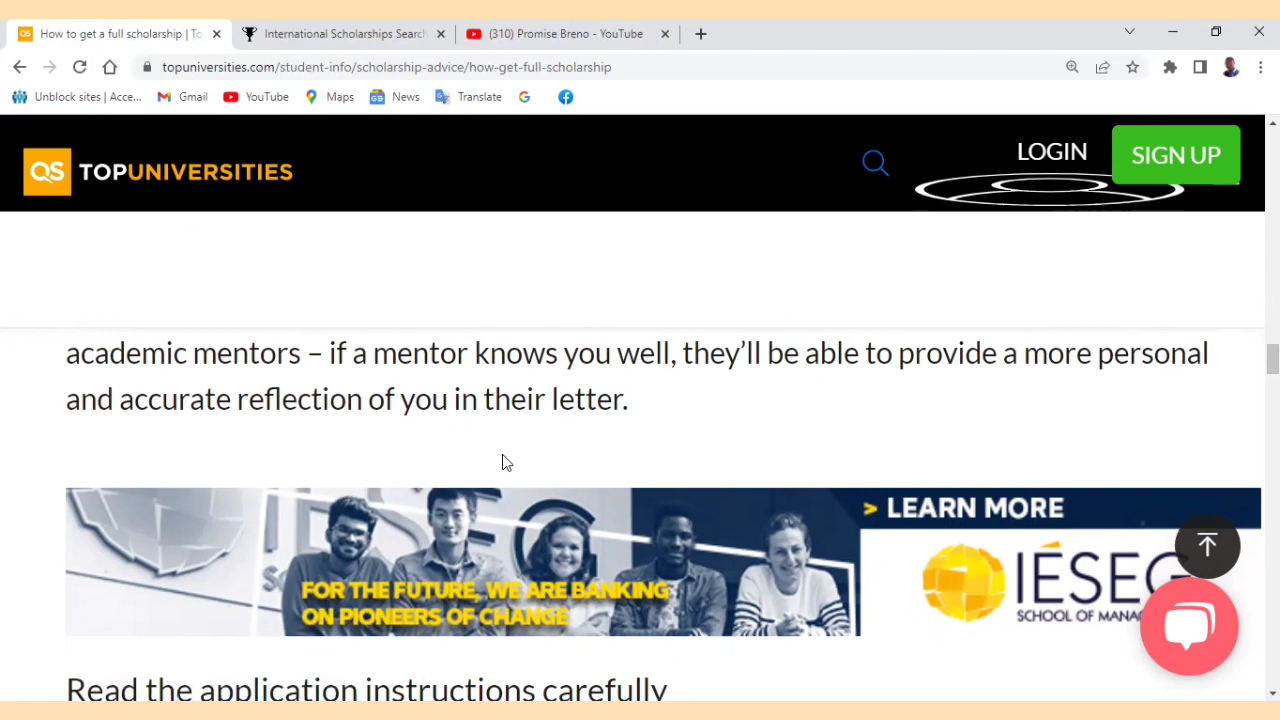 How to get a full scholarship | To
International Scholarships Search
(310) Promise Breno - YouTube
topuniversities.com/student-info/scholarship-advice/how-get-full-scholarship
Unblock sites | Acce...
Gmail
YouTube
Maps
News
Translate
QS TOPUNIVERSITIES
LOGIN
SIGN UP
academic mentors – if a mentor knows you well, they’ll be able to provide a more personal
and accurate reflection of you in their letter.
> LEARN MORE
FOR THE FUTURE, WE ARE BANKING
ON PIONEERS OF CHANGE
IÉSEG
SCHOOL OF MANA
Read the application instructions carefully